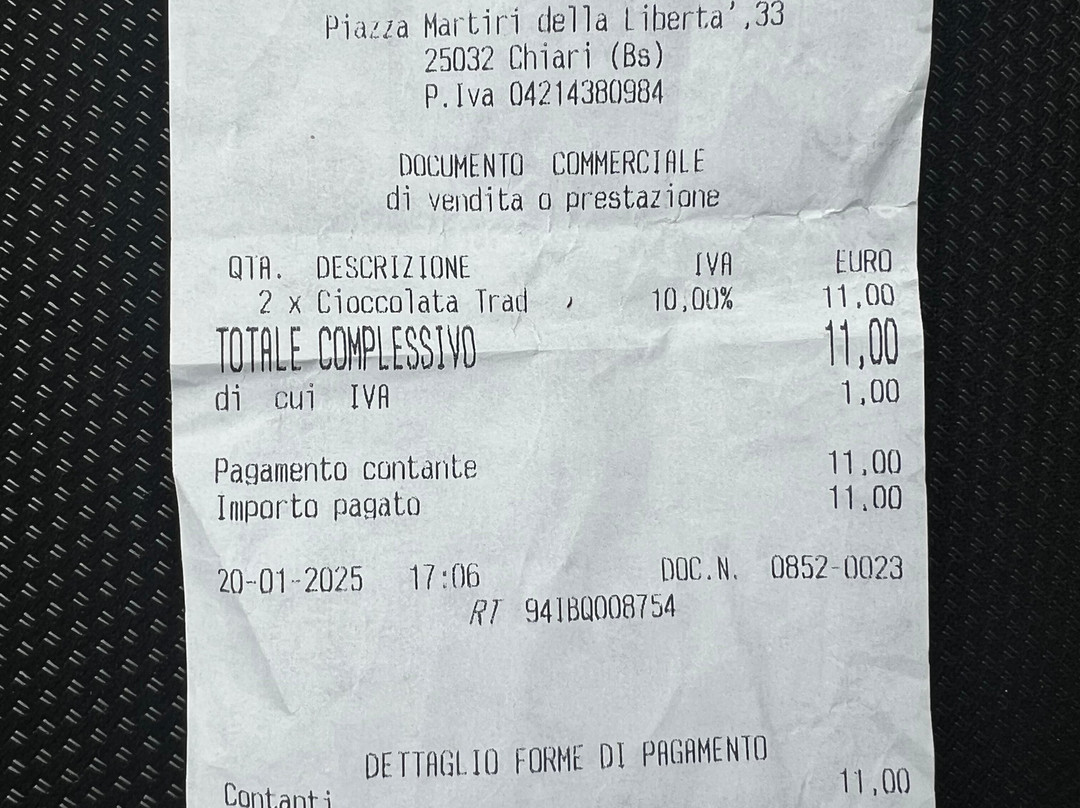 Piazza Martiri della Liberta',33
25032 Chiari (Bs)
P.Iva 04214380984
DOCUMENTO COMMERCIALE
di vendita o prestazione
QTA. DESCRIZIONE IVA EURO
2 x Cioccolata Trad , 10,00% 11,00
TOTALE COMPLESSIVO 11,00
di cui IVA 1,00
Pagamento contante 11,00
Importo pagato 11,00
20-01-2025 17:06 DOC.N. 0852-0023
RT 94IBQ008754
DETTAGLIO FORME DI PAGAMENTO
Contanti 11,00